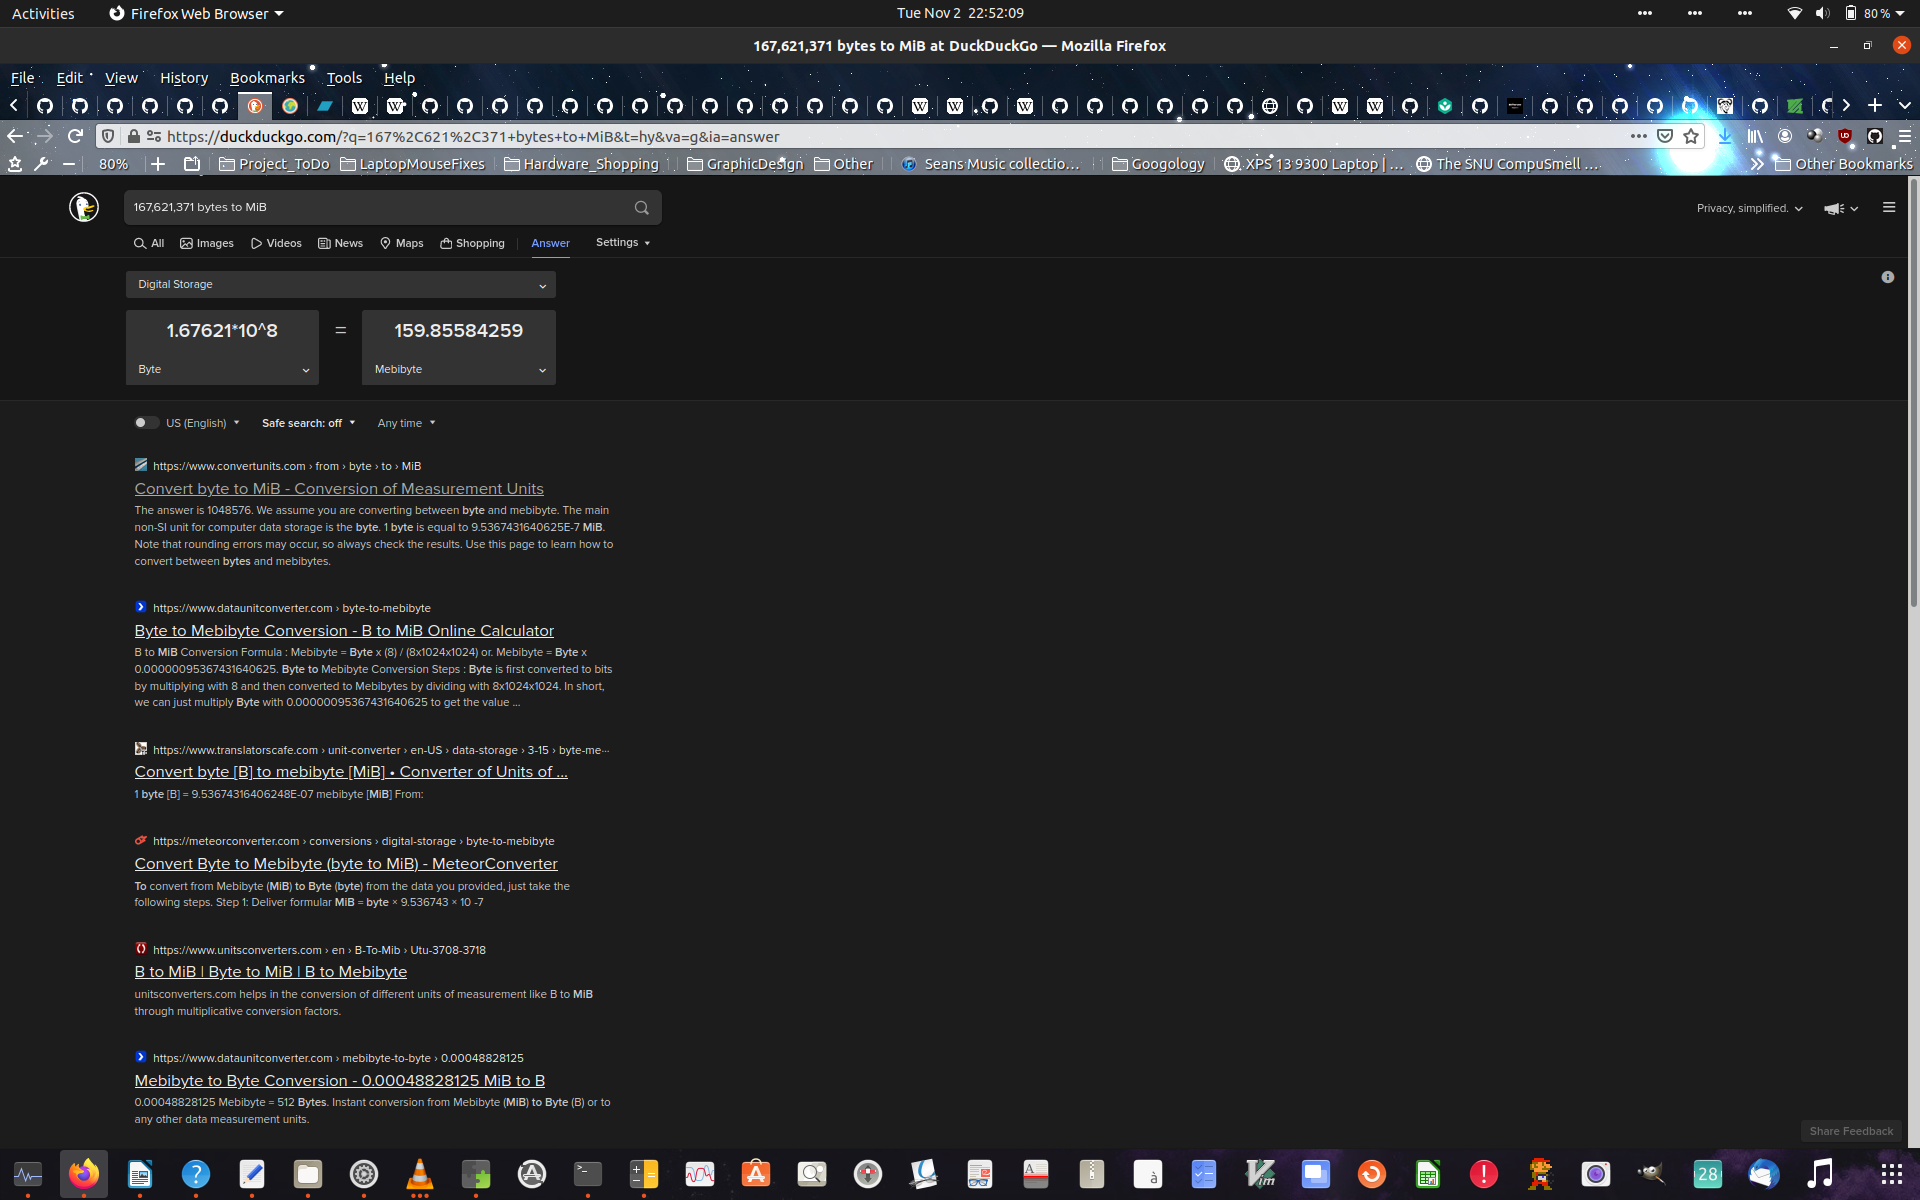 Activities
Firefox Web Browser
Tue Nov 2 22:52:09
80 %
167,621,371 bytes to MiB at DuckDuckGo — Mozilla Firefox
File Edit View History Bookmarks Tools Help
https://duckduckgo.com/?q=167%2C621%2C371+bytes+to+MiB&t=hy&va=g&ia=answer
80% Project_ToDo LaptopMouseFixes Hardware_Shopping GraphicDesign Other Seans Music collectio... Googology XPS 13 9300 Laptop | ... The SNU CompuSmell ... Other Bookmarks
167,621,371 bytes to MiB
Privacy, simplified.
All Images Videos News Maps Shopping Answer Settings
Digital Storage
1.67621*10^8 = 159.85584259
Byte Mebibyte
US (English) Safe search: off Any time
https://www.convertunits.com › from › byte › to › MiB
Convert byte to MiB - Conversion of Measurement Units
The answer is 1048576. We assume you are converting between byte and mebibyte. The main
non-SI unit for computer data storage is the byte. 1 byte is equal to 9.5367431640625E-7 MiB.
Note that rounding errors may occur, so always check the results. Use this page to learn how to
convert between bytes and mebibytes.
https://www.dataunitconverter.com › byte-to-mebibyte
Byte to Mebibyte Conversion - B to MiB Online Calculator
B to MiB Conversion Formula : Mebibyte = Byte x (8) / (8x1024x1024) or. Mebibyte = Byte x
0.00000095367431640625. Byte to Mebibyte Conversion Steps : Byte is first converted to bits
by multiplying with 8 and then converted to Mebibytes by dividing with 8x1024x1024. In short,
we can just multiply Byte with 0.00000095367431640625 to get the value ...
https://www.translatorscafe.com › unit-converter › en-US › data-storage › 3-15 › byte-me···
Convert byte [B] to mebibyte [MiB] • Converter of Units of ...
1 byte [B] = 9.53674316406248E-07 mebibyte [MiB] From:
https://meteorconverter.com › conversions › digital-storage › byte-to-mebibyte
Convert Byte to Mebibyte (byte to MiB) - MeteorConverter
To convert from Mebibyte (MiB) to Byte (byte) from the data you provided, just take the
following steps. Step 1: Deliver formular MiB = byte × 9.536743 × 10 -7
https://www.unitsconverters.com › en › B-To-Mib › Utu-3708-3718
B to MiB | Byte to MiB | B to Mebibyte
unitsconverters.com helps in the conversion of different units of measurement like B to MiB
through multiplicative conversion factors.
https://www.dataunitconverter.com › mebibyte-to-byte › 0.00048828125
Mebibyte to Byte Conversion - 0.00048828125 MiB to B
0.00048828125 Mebibyte = 512 Bytes. Instant conversion from Mebibyte (MiB) to Byte (B) or to
any other data measurement units.
Share Feedback
28